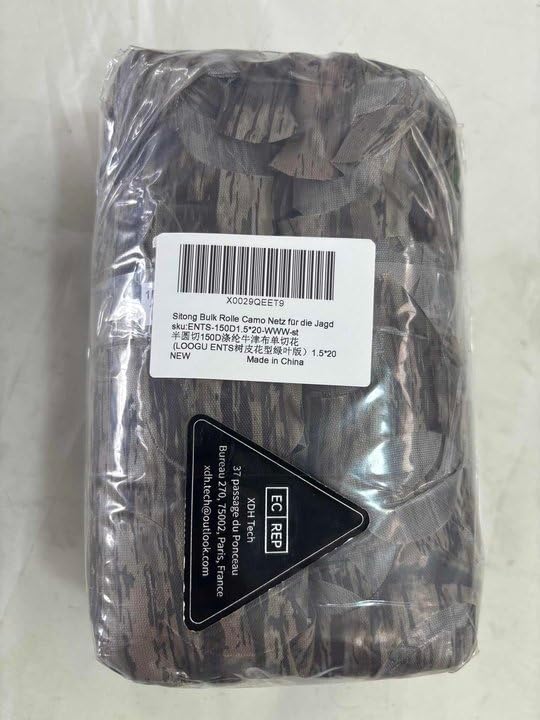 X0029QEET9
Sitong Bulk Rolle Camo Netz für die Jagd
sku:ENTS-150D1.5*20-WWW-st
半圆切150D涤纶牛津布单切花
(LOOGU ENTS树皮花型绿叶版）1.5*20
NEW Made in China
EC REP
XDH Tech
37 passage du Ponceau
Bureau 270, 75002, Paris, France
xdh.tech@outlook.com